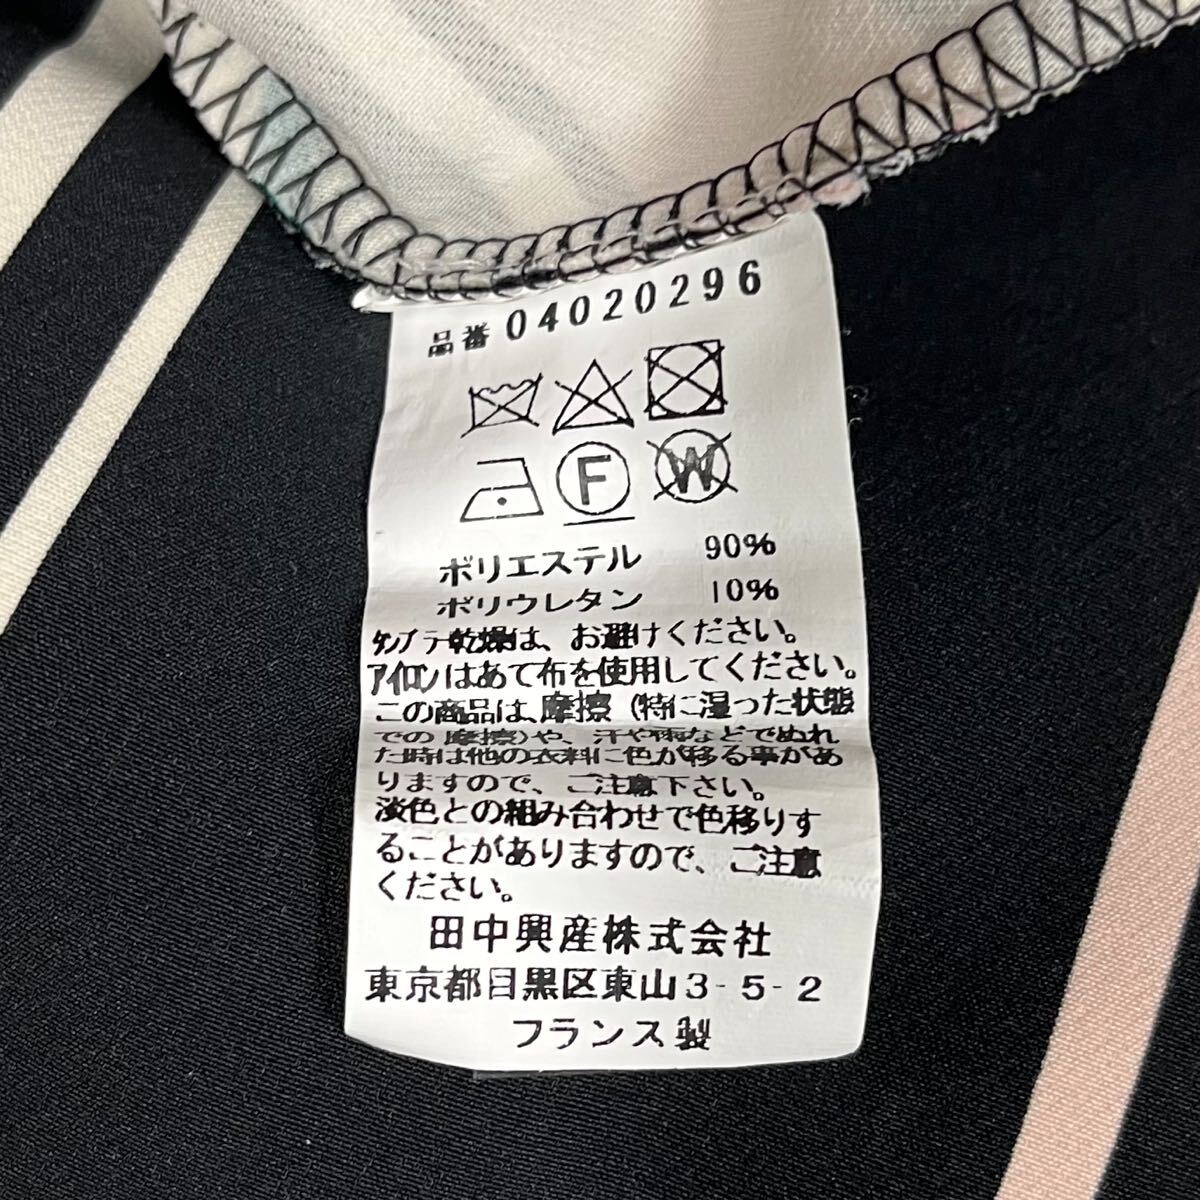 品番 04020296
F
W
ポリエステル 90%
ポリウレタン 10%
タンブラ乾燥は、お避けください。
アイロンはあて布を使用してください。
この商品は、摩擦(特に湿った状態
での摩擦)や、汗や雨などでぬれ
た時は他の衣料に色が移る事があ
りますので、ご注意下さい。
淡色との組み合わせで色移りす
ることがありますので、ご注意
ください。
田中興産株式会社
東京都目黒区東山3-5-2
フランス製